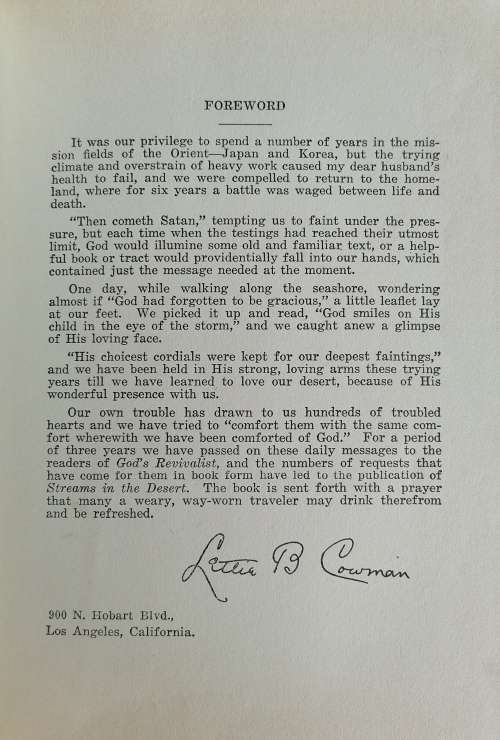 FOREWORD
It was our privilege to spend a number of years in the mis-
sion fields of the Orient—Japan and Korea, but the trying
climate and overstrain of heavy work caused my dear husband's
health to fail, and we were compelled to return to the home-
land, where for six years a battle was waged between life and
death.
"Then cometh Satan," tempting us to faint under the pres-
sure, but each time when the testings had reached their utmost
limit, God would illumine some old and familiar text, or a help-
ful book or tract would providentially fall into our hands, which
contained just the message needed at the moment.
One day, while walking along the seashore, wondering
almost if "God had forgotten to be gracious," a little leaflet lay
at our feet. We picked it up and read, "God smiles on His
child in the eye of the storm," and we caught anew a glimpse
of His loving face.
"His choicest cordials were kept for our deepest faintings,"
and we have been held in His strong, loving arms these trying
years till we have learned to love our desert, because of His
wonderful presence with us.
Our own trouble has drawn to us hundreds of troubled
hearts and we have tried to "comfort them with the same com-
fort wherewith we have been comforted of God." For a period
of three years we have passed on these daily messages to the
readers of God's Revivalist, and the numbers of requests that
have come for them in book form have led to the publication of
Streams in the Desert. The book is sent forth with a prayer
that many a weary, way-worn traveler may drink therefrom
and be refreshed.
Lettie B Cowman
900 N. Hobart Blvd.,
Los Angeles, California.